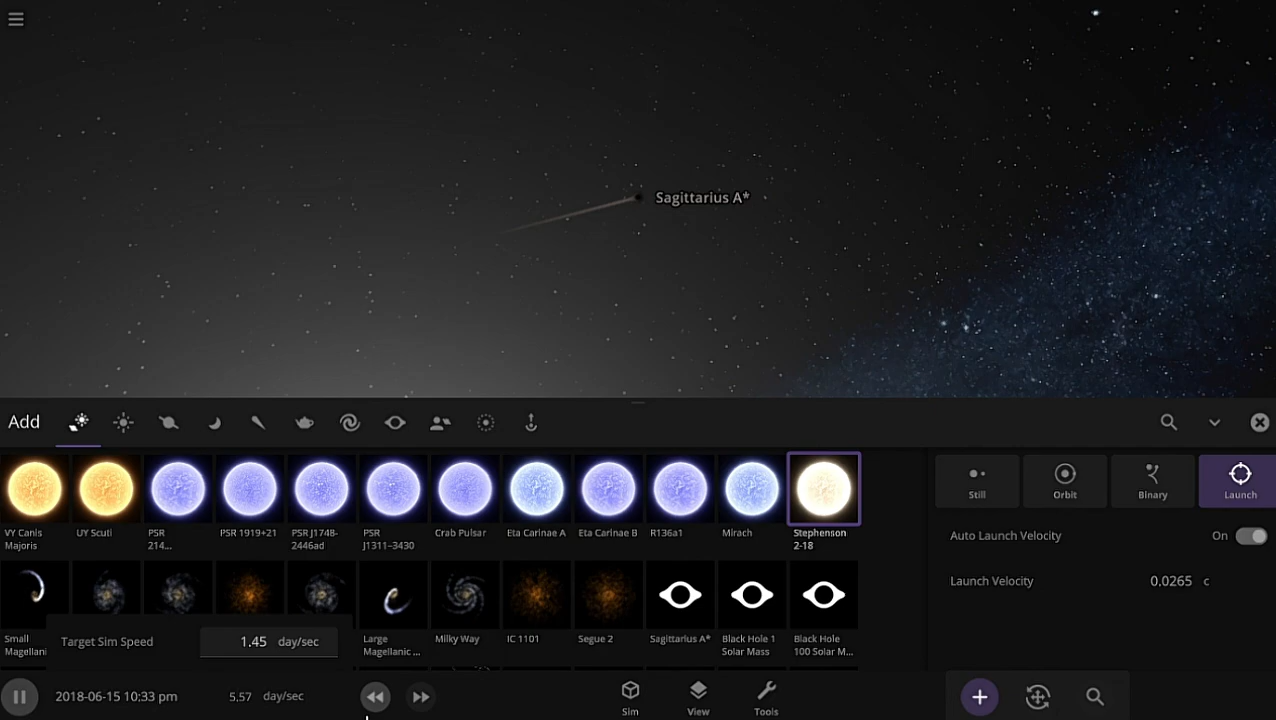 Sagittarius A*
Add
VY Canis
Majoris
UY Scuti
PSR
214...
PSR 1919+21
PSR J1748-
2446ad
PSR
J1311–3430
Crab Pulsar
Eta Carinae A
Eta Carinae B
R136a1
Mirach
Stephenson
2-18
Still
Orbit
Binary
Launch
Auto Launch Velocity
On
Launch Velocity
0.0265 c
Small
Magellani
Large
Magellanic ...
Milky Way
IC 1101
Segue 2
Sagittarius A*
Black Hole 1
Solar Mass
Black Hole
100 Solar M...
Target Sim Speed
1.45 day/sec
2018-06-15 10:33 pm
5.57 day/sec
Sim
View
Tools